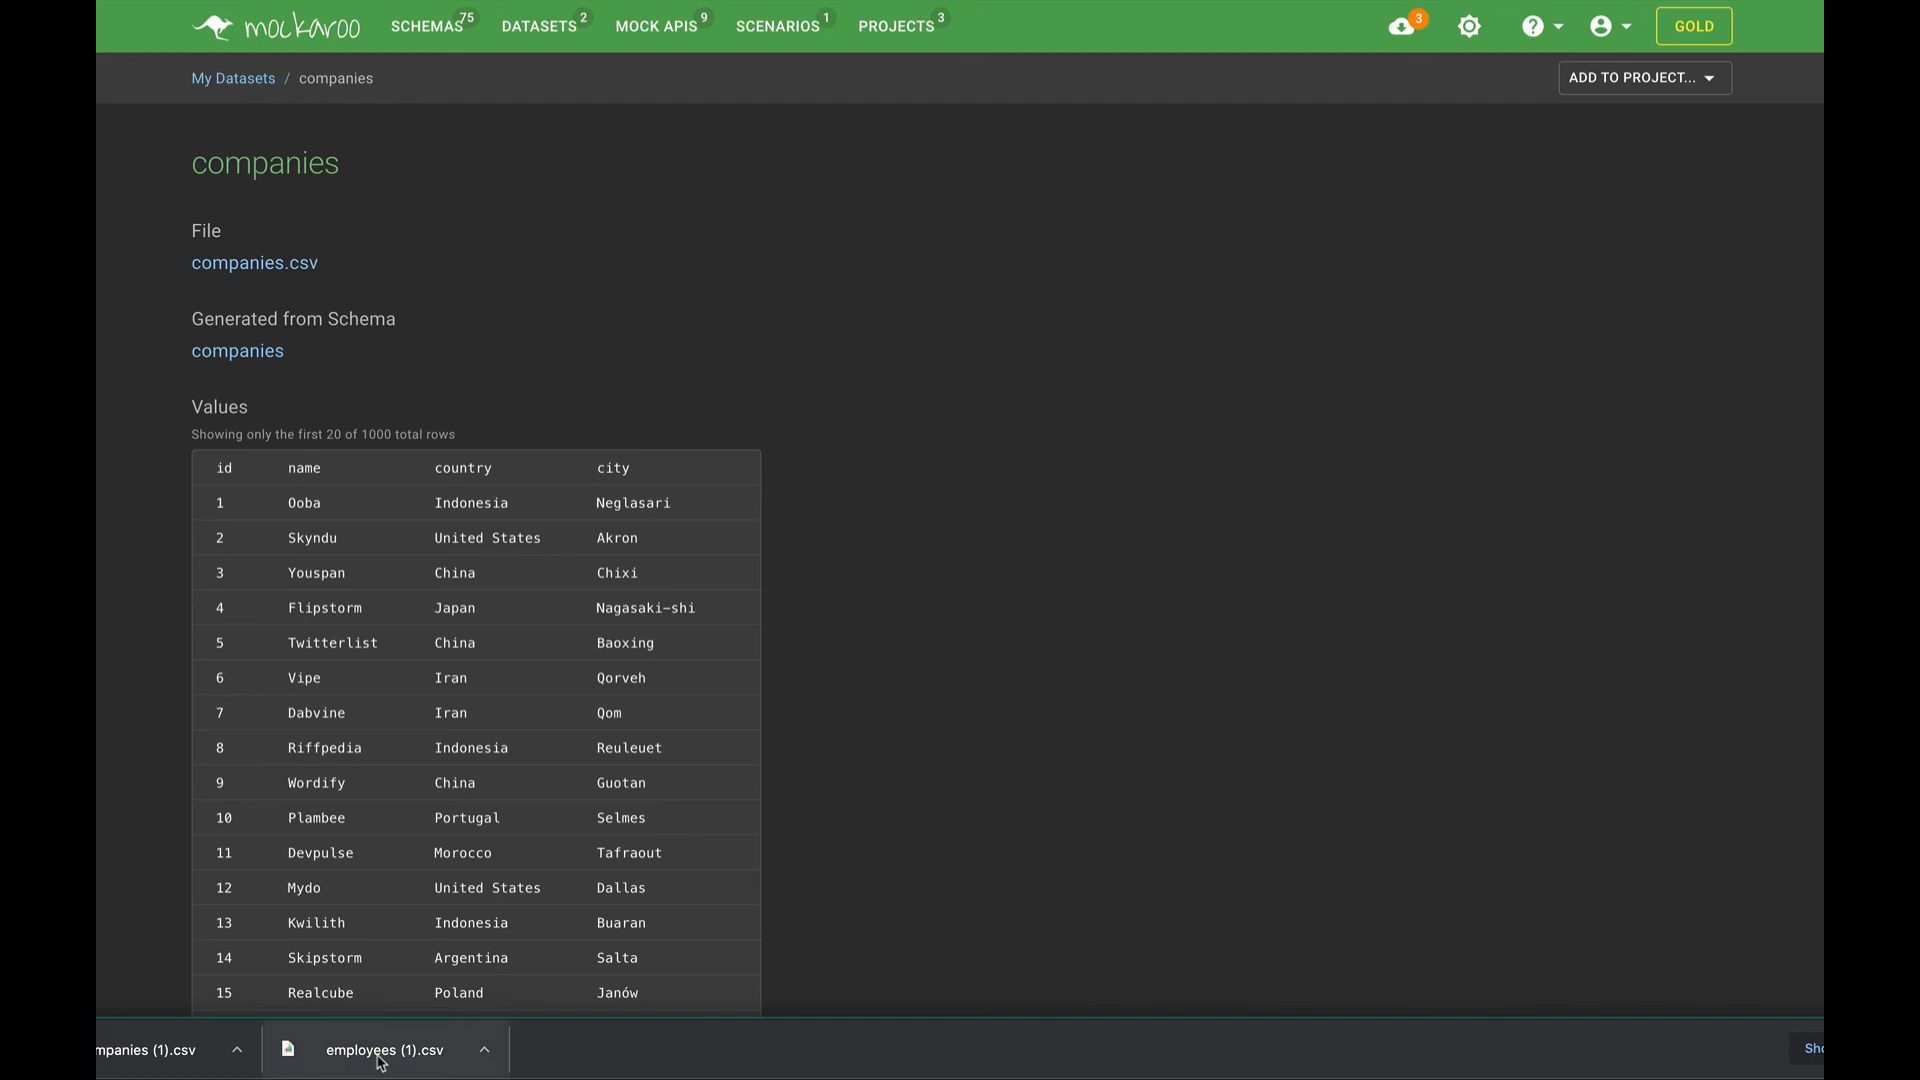 mockaroo SCHEMAS 75 DATASETS 2 MOCK APIS 9 SCENARIOS 1 PROJECTS 3 3 GOLD
My Datasets / companies ADD TO PROJECT...
companies
File
companies.csv
Generated from Schema
companies
Values
Showing only the first 20 of 1000 total rows
id name country city
1 Ooba Indonesia Neglasari
2 Skyndu United States Akron
3 Youspan China Chixi
4 Flipstorm Japan Nagasaki-shi
5 Twitterlist China Baoxing
6 Vipe Iran Qorveh
7 Dabvine Iran Qom
8 Riffpedia Indonesia Reuleuet
9 Wordify China Guotan
10 Plambee Portugal Selmes
11 Devpulse Morocco Tafraout
12 Mydo United States Dallas
13 Kwilith Indonesia Buaran
14 Skipstorm Argentina Salta
15 Realcube Poland Janów
mpanies (1).csv employees (1).csv Sho